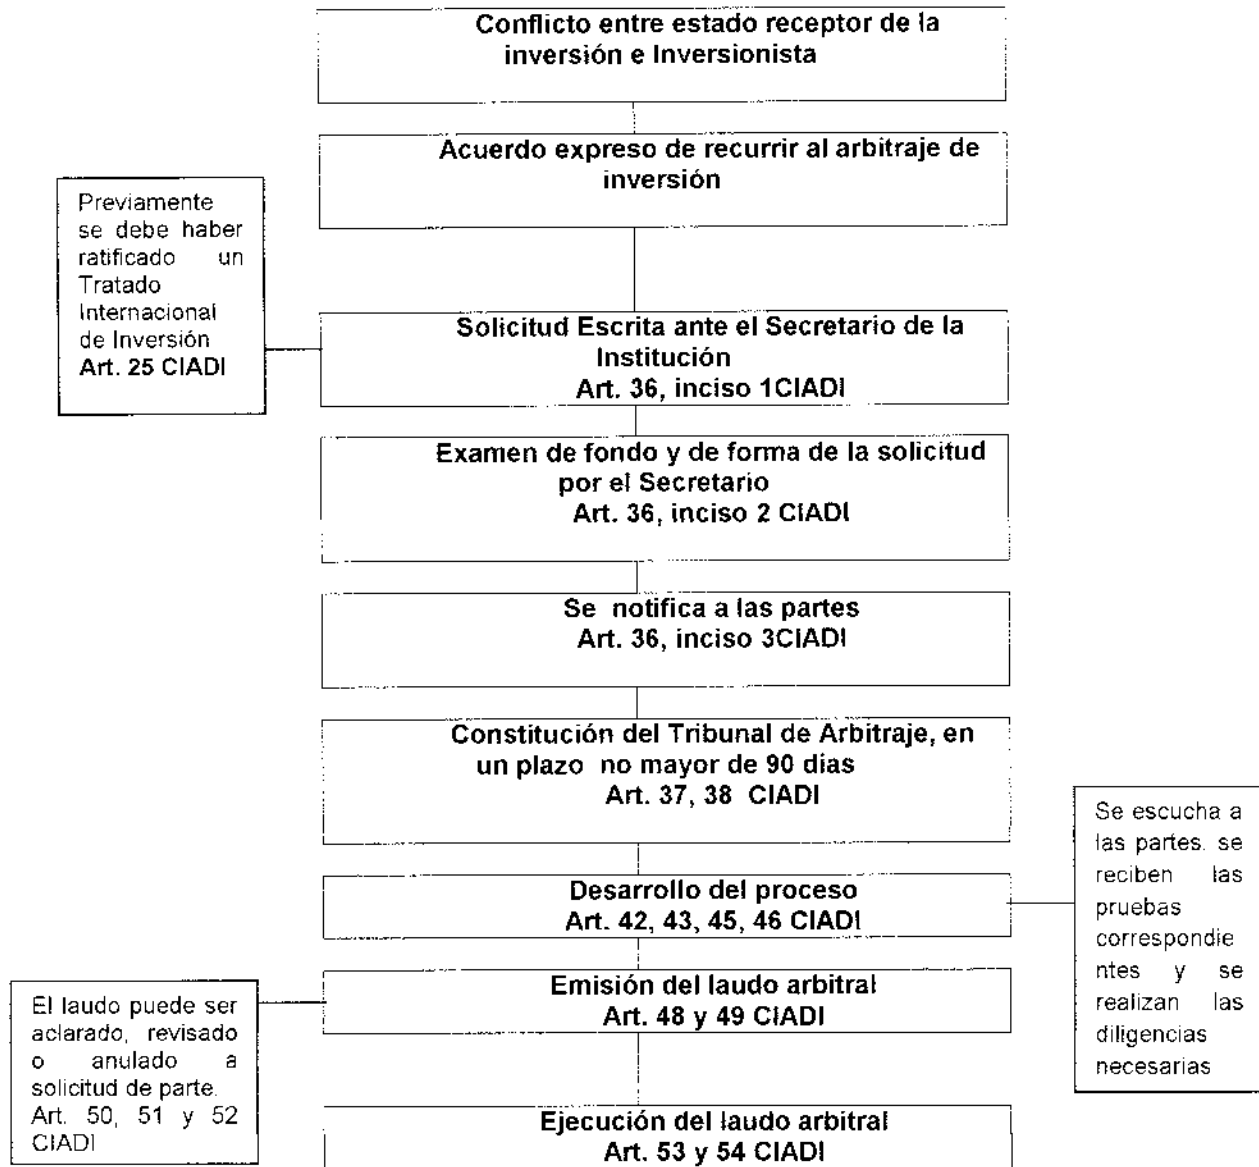 Conflicto entre estado receptor de la
inversión e Inversionista
Acuerdo expreso de recurrir al arbitraje de
inversión
Previamente
se debe haber
ratificado un
Tratado
Internacional
de Inversión
Art. 25 CIADI
Solicitud Escrita ante el Secretario de la
Institución
Art. 36, inciso 1CIADI
Examen de fondo y de forma de la solicitud
por el Secretario
Art. 36, inciso 2 CIADI
Se notifica a las partes
Art. 36, inciso 3CIADI
Constitución del Tribunal de Arbitraje, en
un plazo no mayor de 90 días
Art. 37, 38 CIADI
Desarrollo del proceso
Art. 42, 43, 45, 46 CIADI
Se escucha a
las partes. se
reciben las
pruebas
correspondie
ntes y se
realizan las
diligencias
necesarias
Emisión del laudo arbitral
Art. 48 y 49 CIADI
El laudo puede ser
aclarado, revisado
o anulado a
solicitud de parte.
Art. 50, 51 y 52
CIADI
Ejecución del laudo arbitral
Art. 53 y 54 CIADI